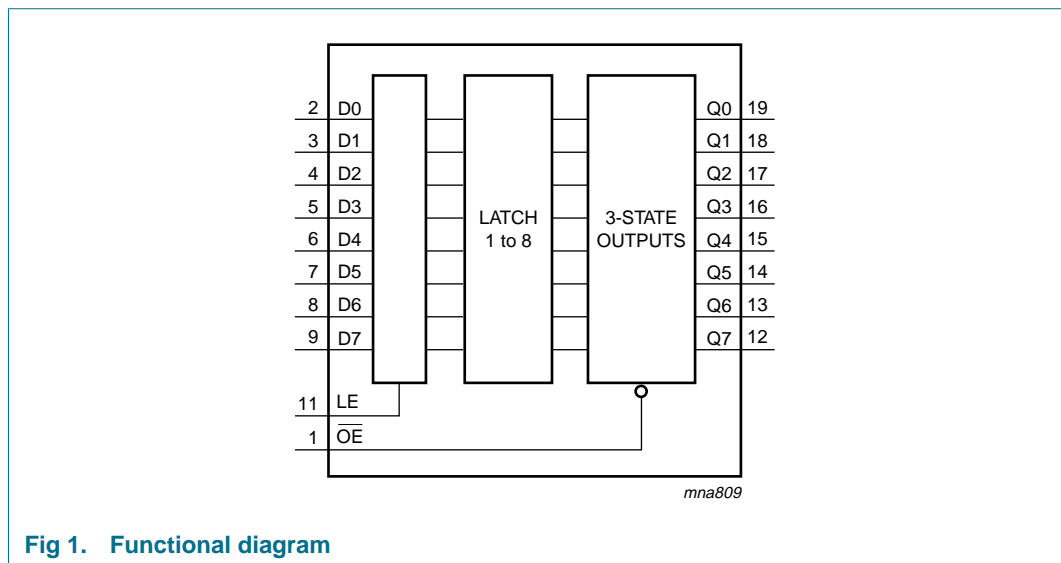 2 D0 Q0 19
3 D1 Q1 18
4 D2 Q2 17
5 D3 Q3 16
6 D4 Q4 15
7 D5 Q5 14
8 D6 Q6 13
9 D7 Q7 12
LATCH
1 to 8
3-STATE
OUTPUTS
11 LE
1 O̅E̅
mna809
Fig 1. Functional diagram